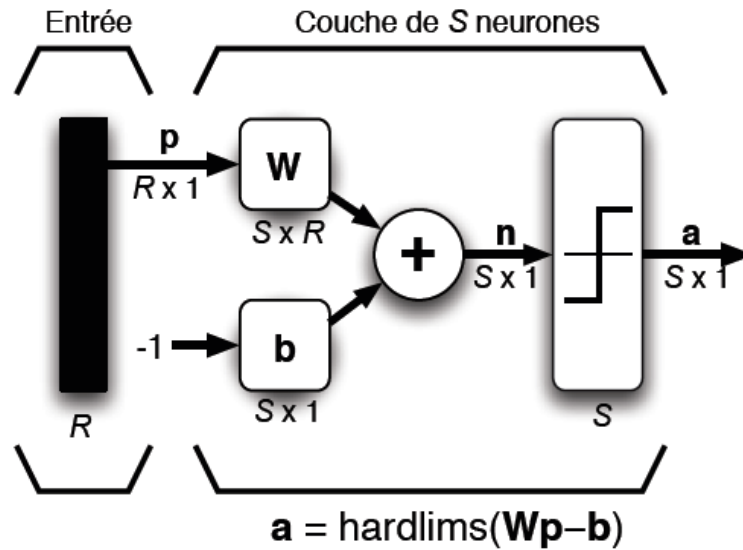 Entrée
Couche de S neurones
p
R x 1
W
S x R
+
n
S x 1
a
S x 1
-1
b
S x 1
R
S
a = hardlims(Wp–b)